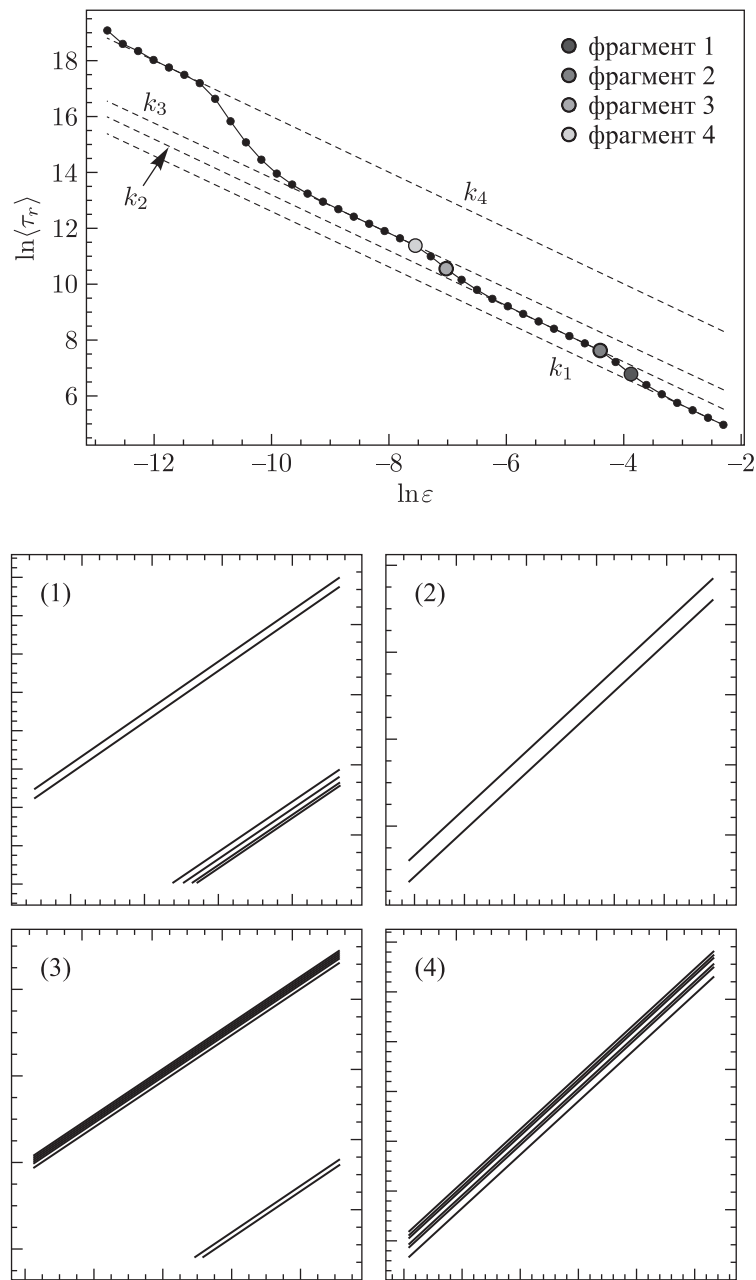 18
16
14
12
10
8
6
ln⟨τᵣ⟩
k₃
k₂
k₄
k₁
фрагмент 1
фрагмент 2
фрагмент 3
фрагмент 4
−12
−10
−8
−6
−4
−2
ln ε
(1)
(2)
(3)
(4)